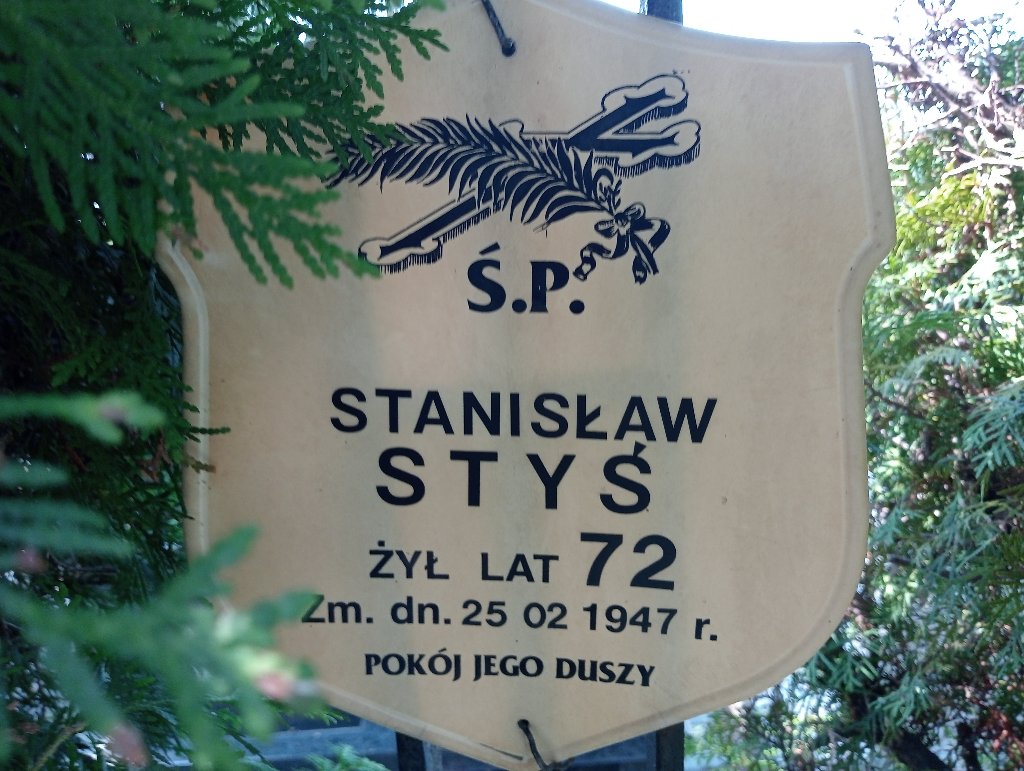 Ś.P.
STANISŁAW
STYŚ
ŻYŁ LAT 72
Zm. dn. 25 02 1947 r.
POKÓJ JEGO DUSZY